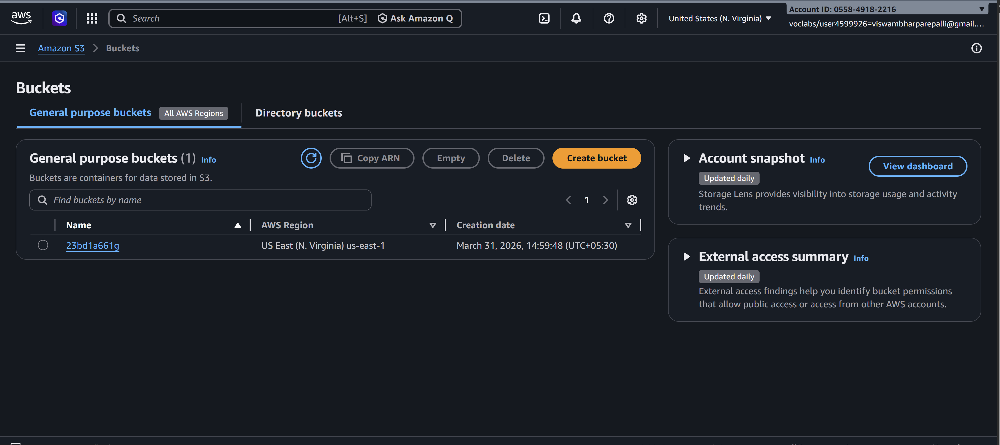 aws
Search [Alt+S] Ask Amazon Q
United States (N. Virginia)
Account ID: 0558-4918-2216
voclabs/user4599926=viswambharparepalli@gmail....
Amazon S3 > Buckets
Buckets
General purpose buckets All AWS Regions Directory buckets
General purpose buckets (1) Info
Copy ARN Empty Delete Create bucket
Buckets are containers for data stored in S3.
Find buckets by name
1
Name AWS Region Creation date
23bd1a661g US East (N. Virginia) us-east-1 March 31, 2026, 14:59:48 (UTC+05:30)
Account snapshot Info
View dashboard
Updated daily
Storage Lens provides visibility into storage usage and activity
trends.
External access summary Info
Updated daily
External access findings help you identify bucket permissions
that allow public access or access from other AWS accounts.